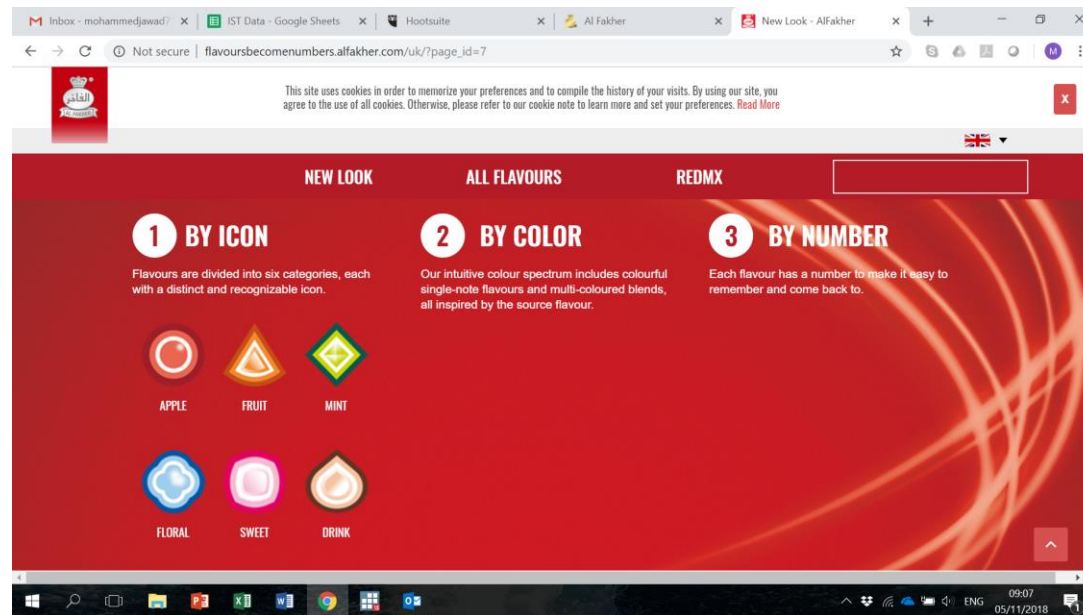 Inbox - mohammedjawad7
IST Data - Google Sheets
Hootsuite
Al Fakher
New Look - AlFakher
Not secure | flavoursbecomenumbers.alfakher.com/uk/?page_id=7
M
الفاخر
AL FAKHER
This site uses cookies in order to memorize your preferences and to compile the history of your visits. By using our site, you
agree to the use of all cookies. Otherwise, please refer to our cookie note to learn more and set your preferences. Read More
X
NEW LOOK
ALL FLAVOURS
REDMX
1 BY ICON
Flavours are divided into six categories, each
with a distinct and recognizable icon.
APPLE
FRUIT
MINT
FLORAL
SWEET
DRINK
2 BY COLOR
Our intuitive colour spectrum includes colourful
single-note flavours and multi-coloured blends,
all inspired by the source flavour.
3 BY NUMBER
Each flavour has a number to make it easy to
remember and come back to.
ENG
09:07
05/11/2018